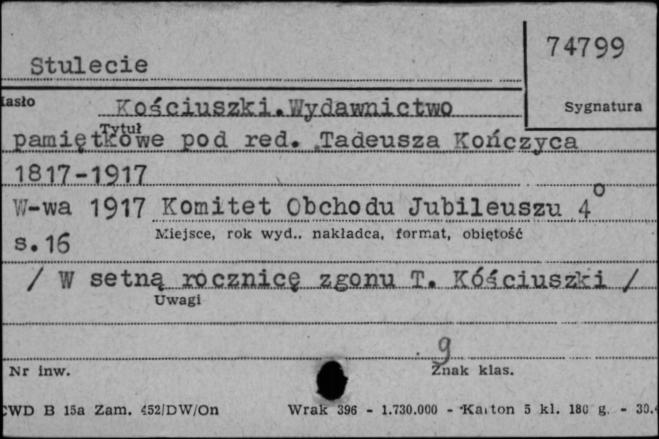 74799
Stulecie
Hasło
Sygnatura
Kościuszki.Wydawnictwo
Tytuł
pamiętkowe pod red. Tadeusza Kończyca
1817-1917
W-wa 1917 Komitet Obchodu Jubileuszu 4°
s.16
Miejsce, rok wyd., nakładca, format, objętość
/ W setną rocznicę zgonu T. Kóściuszki /
Uwagi
9
Nr inw.
Znak klas.
CWD B 15a Zam. 452/DW/On
Wrak 396 - 1.730.000 - Karton 5 kl. 180 g. - 30.